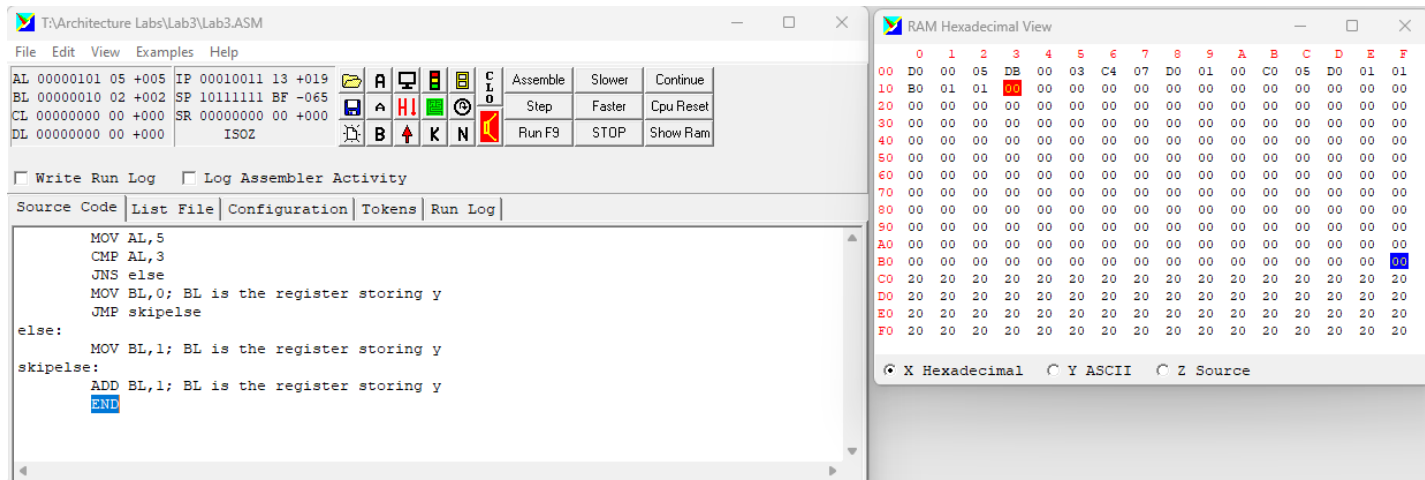 T:\Architecture Labs\Lab3\Lab3.ASM
File Edit View Examples Help
AL 00000101 05 +005 IP 00010011 13 +019
BL 00000010 02 +002 SP 10111111 BF -065
CL 00000000 00 +000 SR 00000000 00 +000
DL 00000000 00 +000 ISOZ
A CLO Assemble Slower Continue
A H! Step Faster Cpu Reset
B K N Run F9 STOP Show Ram
Write Run Log Log Assembler Activity
Source Code List File Configuration Tokens Run Log
MOV AL,5
CMP AL,3
JNS else
MOV BL,0; BL is the register storing y
JMP skipelse
else:
MOV BL,1; BL is the register storing y
skipelse:
ADD BL,1; BL is the register storing y
END
RAM Hexadecimal View
0 1 2 3 4 5 6 7 8 9 A B C D E F
00 D0 00 05 DB 00 03 C4 07 D0 01 00 C0 05 D0 01 01
10 B0 01 01 00 00 00 00 00 00 00 00 00 00 00 00 00
20 00 00 00 00 00 00 00 00 00 00 00 00 00 00 00 00
30 00 00 00 00 00 00 00 00 00 00 00 00 00 00 00 00
40 00 00 00 00 00 00 00 00 00 00 00 00 00 00 00 00
50 00 00 00 00 00 00 00 00 00 00 00 00 00 00 00 00
60 00 00 00 00 00 00 00 00 00 00 00 00 00 00 00 00
70 00 00 00 00 00 00 00 00 00 00 00 00 00 00 00 00
80 00 00 00 00 00 00 00 00 00 00 00 00 00 00 00 00
90 00 00 00 00 00 00 00 00 00 00 00 00 00 00 00 00
A0 00 00 00 00 00 00 00 00 00 00 00 00 00 00 00 00
B0 00 00 00 00 00 00 00 00 00 00 00 00 00 00 00 00
C0 20 20 20 20 20 20 20 20 20 20 20 20 20 20 20 20
D0 20 20 20 20 20 20 20 20 20 20 20 20 20 20 20 20
E0 20 20 20 20 20 20 20 20 20 20 20 20 20 20 20 20
F0 20 20 20 20 20 20 20 20 20 20 20 20 20 20 20 20
X Hexadecimal Y ASCII Z Source